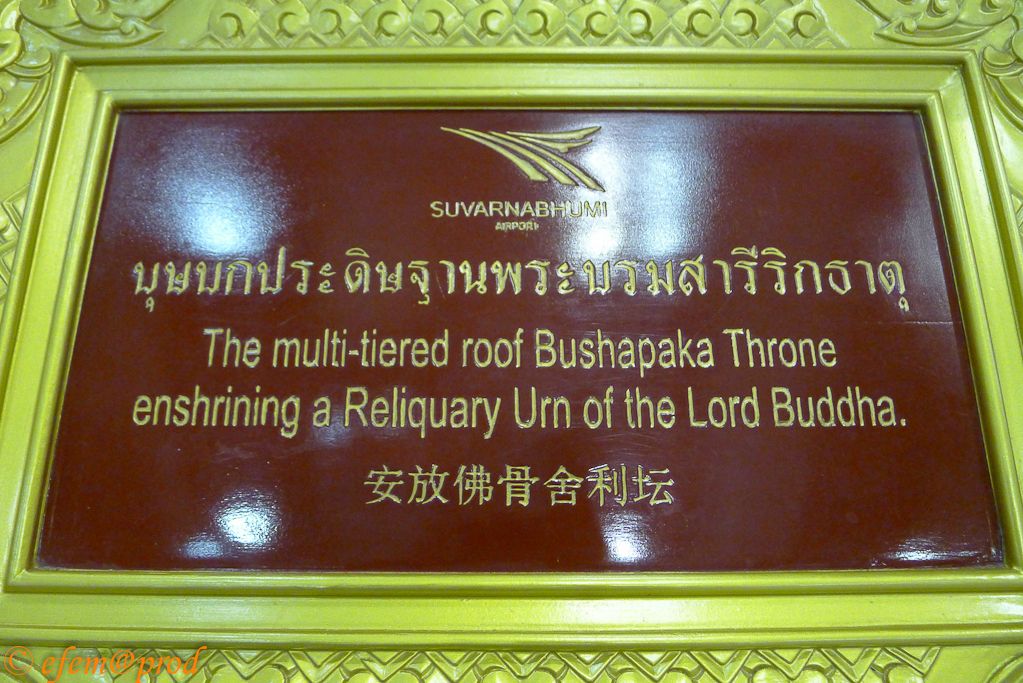 SUVARNABHUMI
AIRPORT
บุษบกประดิษฐานพระบรมสารีริกธาตุ
The multi-tiered roof Bushapaka Throne
enshrining a Reliquary Urn of the Lord Buddha.
安放佛骨舍利坛
© efem@prod